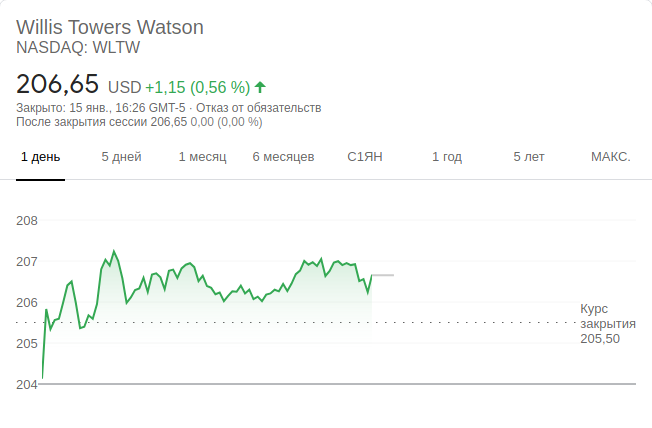 Willis Towers Watson
NASDAQ: WLTW
206,65 USD +1,15 (0,56 %)
Закрыто: 15 янв., 16:26 GMT-5 · Отказ от обязательств
После закрытия сессии 206,65 0,00 (0,00 %)
1 день 5 дней 1 месяц 6 месяцев С1ЯН 1 год 5 лет МАКС.
208
207
206
205
204
Курс
закрытия
205,50